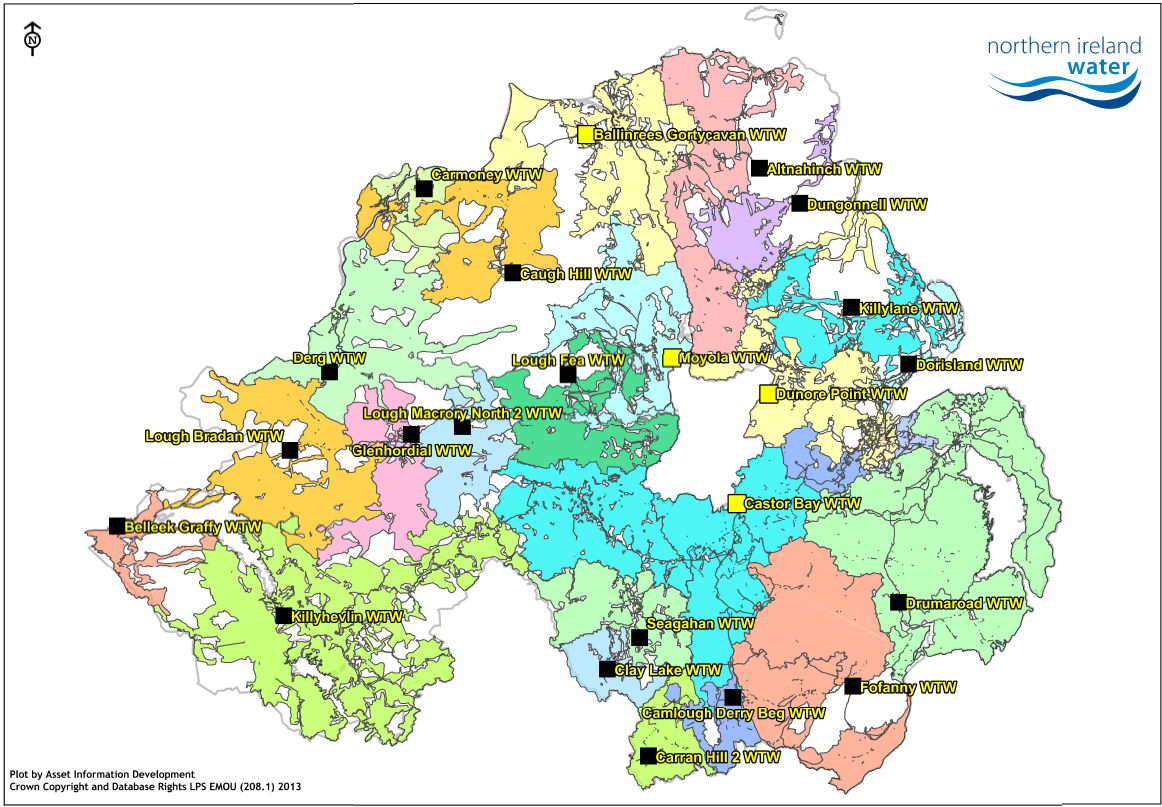 N
northern ireland
water
Ballinrees Gortycavan WTW
Altnahinch WTW
Carmoney WTW
Dungonnell WTW
Caugh Hill WTW
Killylane WTW
Derg WTW
Lough Fea WTW
Moyola WTW
Dorisland WTW
Dunore Point WTW
Lough Macrory North 2 WTW
Lough Bradan WTW
Glenhordial WTW
Castor Bay WTW
Belleek Graffy WTW
Drumaroad WTW
Killyhevlin WTW
Seagahan WTW
Clay Lake WTW
Fofanny WTW
Camlough Derry Beg WTW
Carran Hill 2 WTW
Plot by Asset Information Development
Crown Copyright and Database Rights LPS EMOU (208.1) 2013